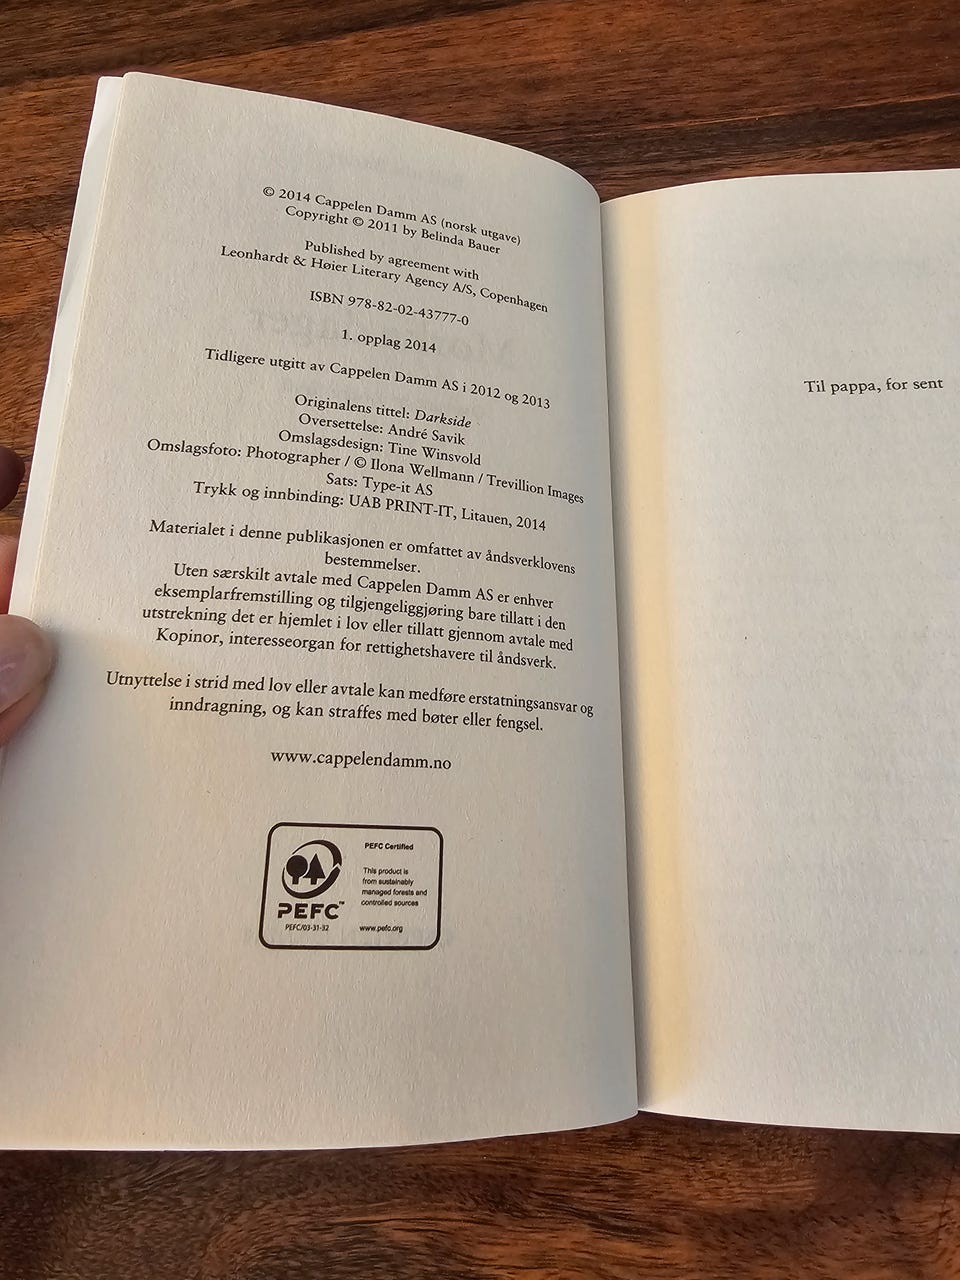 © 2014 Cappelen Damm AS (norsk utgave)
Copyright © 2011 by Belinda Bauer
Published by agreement with
Leonhardt & Høier Literary Agency A/S, Copenhagen
ISBN 978-82-02-43777-0
1. opplag 2014
Tidligere utgitt av Cappelen Damm AS i 2012 og 2013
Originalens tittel: Darkside
Oversettelse: André Savik
Omslagsdesign: Tine Winsvold
Omslagsfoto: Photographer / © Ilona Wellmann / Trevillion Images
Sats: Type-it AS
Trykk og innbinding: UAB PRINT-IT, Litauen, 2014
Materialet i denne publikasjonen er omfattet av åndsverklovens
bestemmelser.
Uten særskilt avtale med Cappelen Damm AS er enhver
eksemplarfremstilling og tilgjengeliggjøring bare tillatt i den
utstrekning det er hjemlet i lov eller tillatt gjennom avtale med
Kopinor, interesseorgan for rettighetshavere til åndsverk.
Utnyttelse i strid med lov eller avtale kan medføre erstatningsansvar og
inndragning, og kan straffes med bøter eller fengsel.
www.cappelendamm.no
PEFC™
PEFC/03-31-32
PEFC Certified
This product is
from sustainably
managed forests and
controlled sources
www.pefc.org
Til pappa, for sent